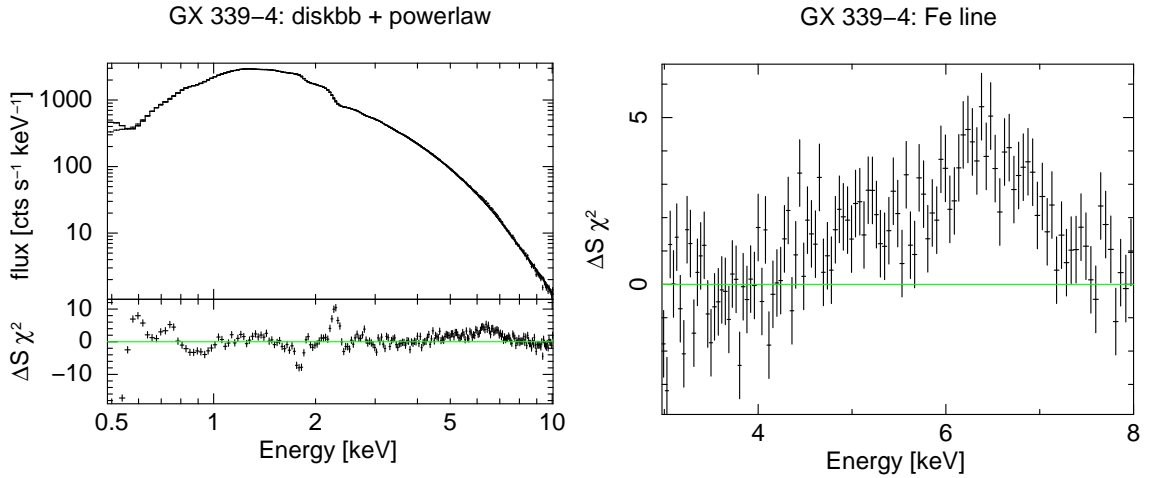 GX 339−4: diskbb + powerlaw
flux [cts s⁻¹ keV⁻¹]
1000
100
10
ΔS χ²
10
0
−10
0.5 1 2 5 10
Energy [keV]
GX 339−4: Fe line
ΔS χ²
5
0
4 6 8
Energy [keV]